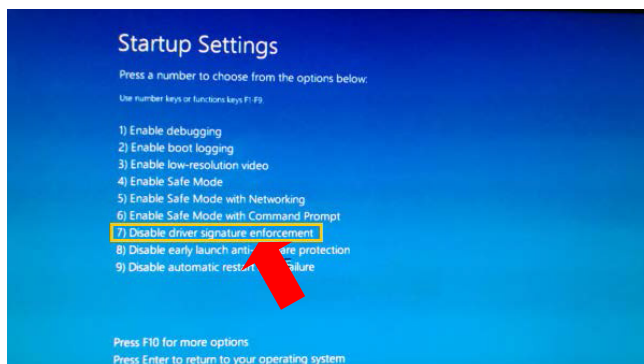 Startup Settings
Press a number to choose from the options below:
Use number keys or functions keys F1-F9.
1) Enable debugging
2) Enable boot logging
3) Enable low-resolution video
4) Enable Safe Mode
5) Enable Safe Mode with Networking
6) Enable Safe Mode with Command Prompt
7) Disable driver signature enforcement
8) Disable early launch protection
9) Disable automatic restart failure
Press F10 for more options
Press Enter to return to your operating system